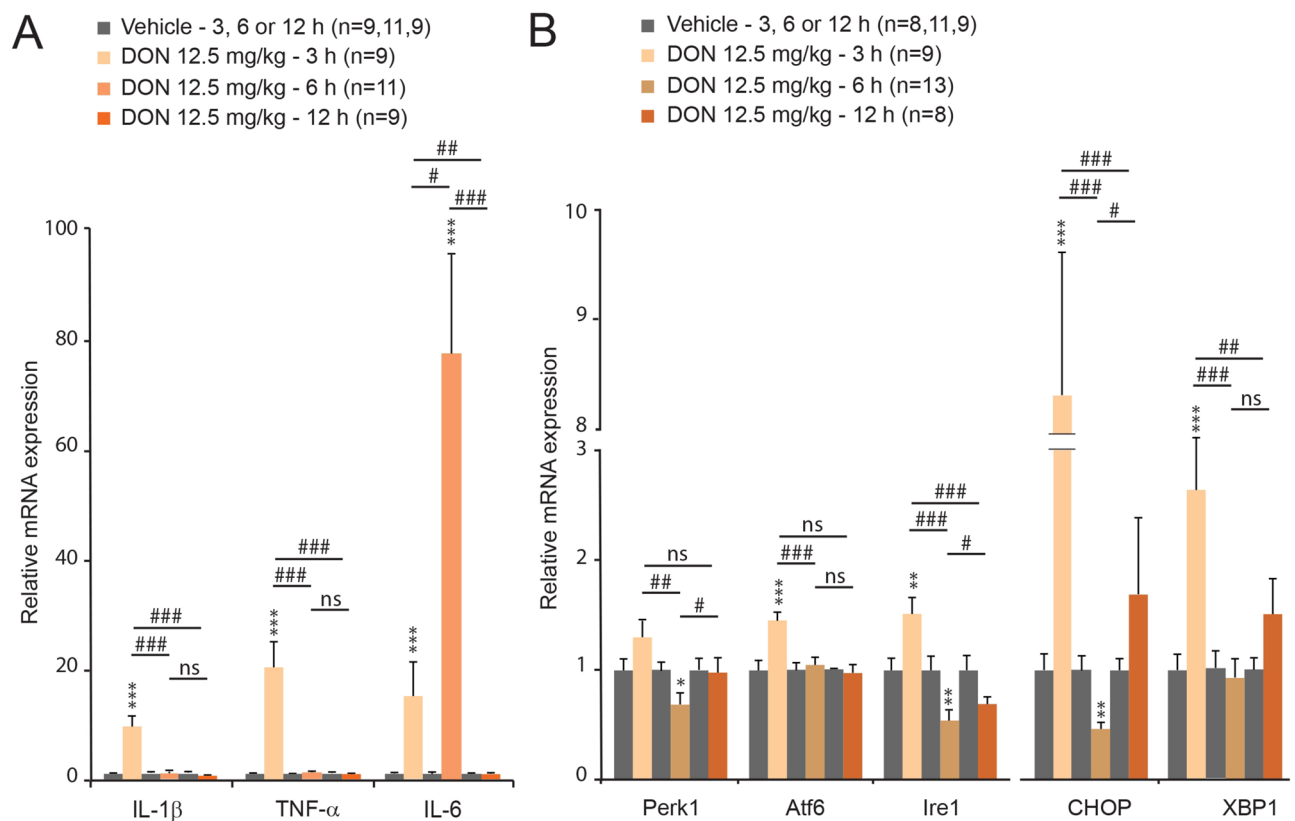 A
Vehicle - 3, 6 or 12 h (n=9,11,9)
DON 12.5 mg/kg - 3 h (n=9)
DON 12.5 mg/kg - 6 h (n=11)
DON 12.5 mg/kg - 12 h (n=9)
##
#
###
***
100
80
60
40
20
0
Relative mRNA expression
###
###
ns
***
###
###
ns
***
***
IL-1β
TNF-α
IL-6
B
Vehicle - 3, 6 or 12 h (n=8,11,9)
DON 12.5 mg/kg - 3 h (n=9)
DON 12.5 mg/kg - 6 h (n=13)
DON 12.5 mg/kg - 12 h (n=8)
10
9
8
3
2
1
0
Relative mRNA expression
ns
##
#
*
ns
###
ns
***
###
###
#
**
**
###
###
#
***
**
##
###
ns
***
Perk1
Atf6
Ire1
CHOP
XBP1